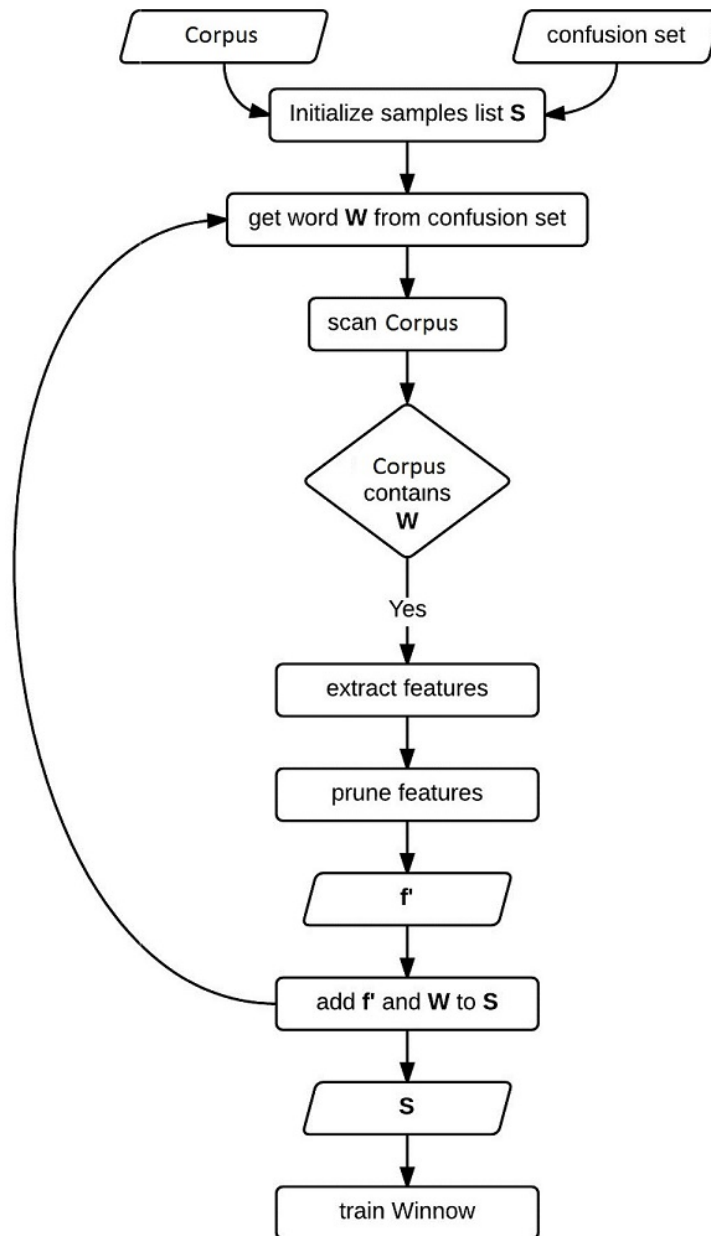 Corpus
confusion set
Initialize samples list S
get word W from confusion set
scan Corpus
Corpus
contains
W
Yes
extract features
prune features
f'
add f' and W to S
S
train Winnow